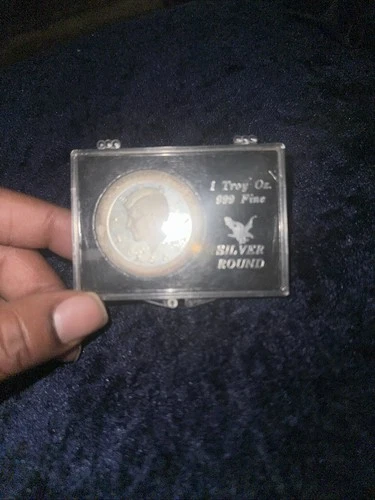 1 Troy Oz.
999 Fine
SILVER
ROUND